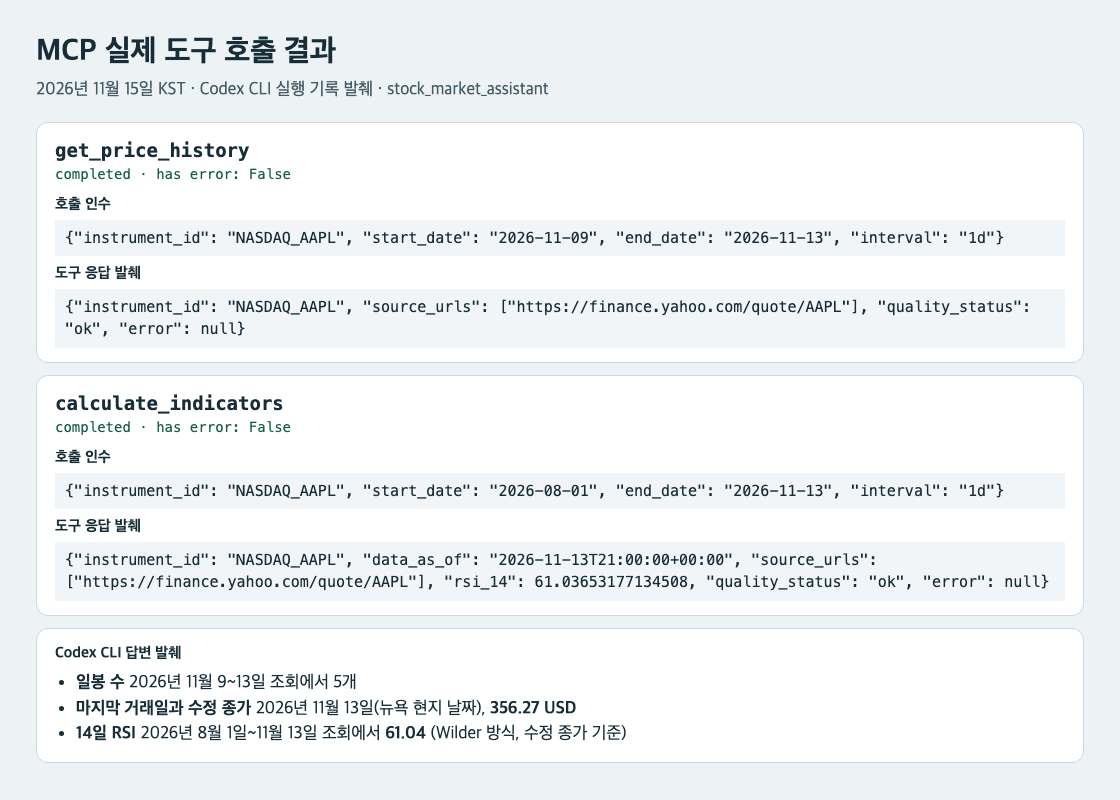 MCP 실제 도구 호출 결과
2026년 11월 15일 KST · Codex CLI 실행 기록 발췌 · stock_market_assistant
get_price_history
completed · has error: False
호출 인수
{"instrument_id": "NASDAQ_AAPL", "start_date": "2026-11-09", "end_date": "2026-11-13", "interval": "1d"}
도구 응답 발췌
{"instrument_id": "NASDAQ_AAPL", "source_urls": ["https://finance.yahoo.com/quote/AAPL"], "quality_status":
"ok", "error": null}
calculate_indicators
completed · has error: False
호출 인수
{"instrument_id": "NASDAQ_AAPL", "start_date": "2026-08-01", "end_date": "2026-11-13", "interval": "1d"}
도구 응답 발췌
{"instrument_id": "NASDAQ_AAPL", "data_as_of": "2026-11-13T21:00:00+00:00", "source_urls":
["https://finance.yahoo.com/quote/AAPL"], "rsi_14": 61.03653177134508, "quality_status": "ok", "error": null}
Codex CLI 답변 발췌
• 일봉 수 2026년 11월 9~13일 조회에서 5개
• 마지막 거래일과 수정 종가 2026년 11월 13일(뉴욕 현지 날짜), 356.27 USD
• 14일 RSI 2026년 8월 1일~11월 13일 조회에서 61.04 (Wilder 방식, 수정 종가 기준)